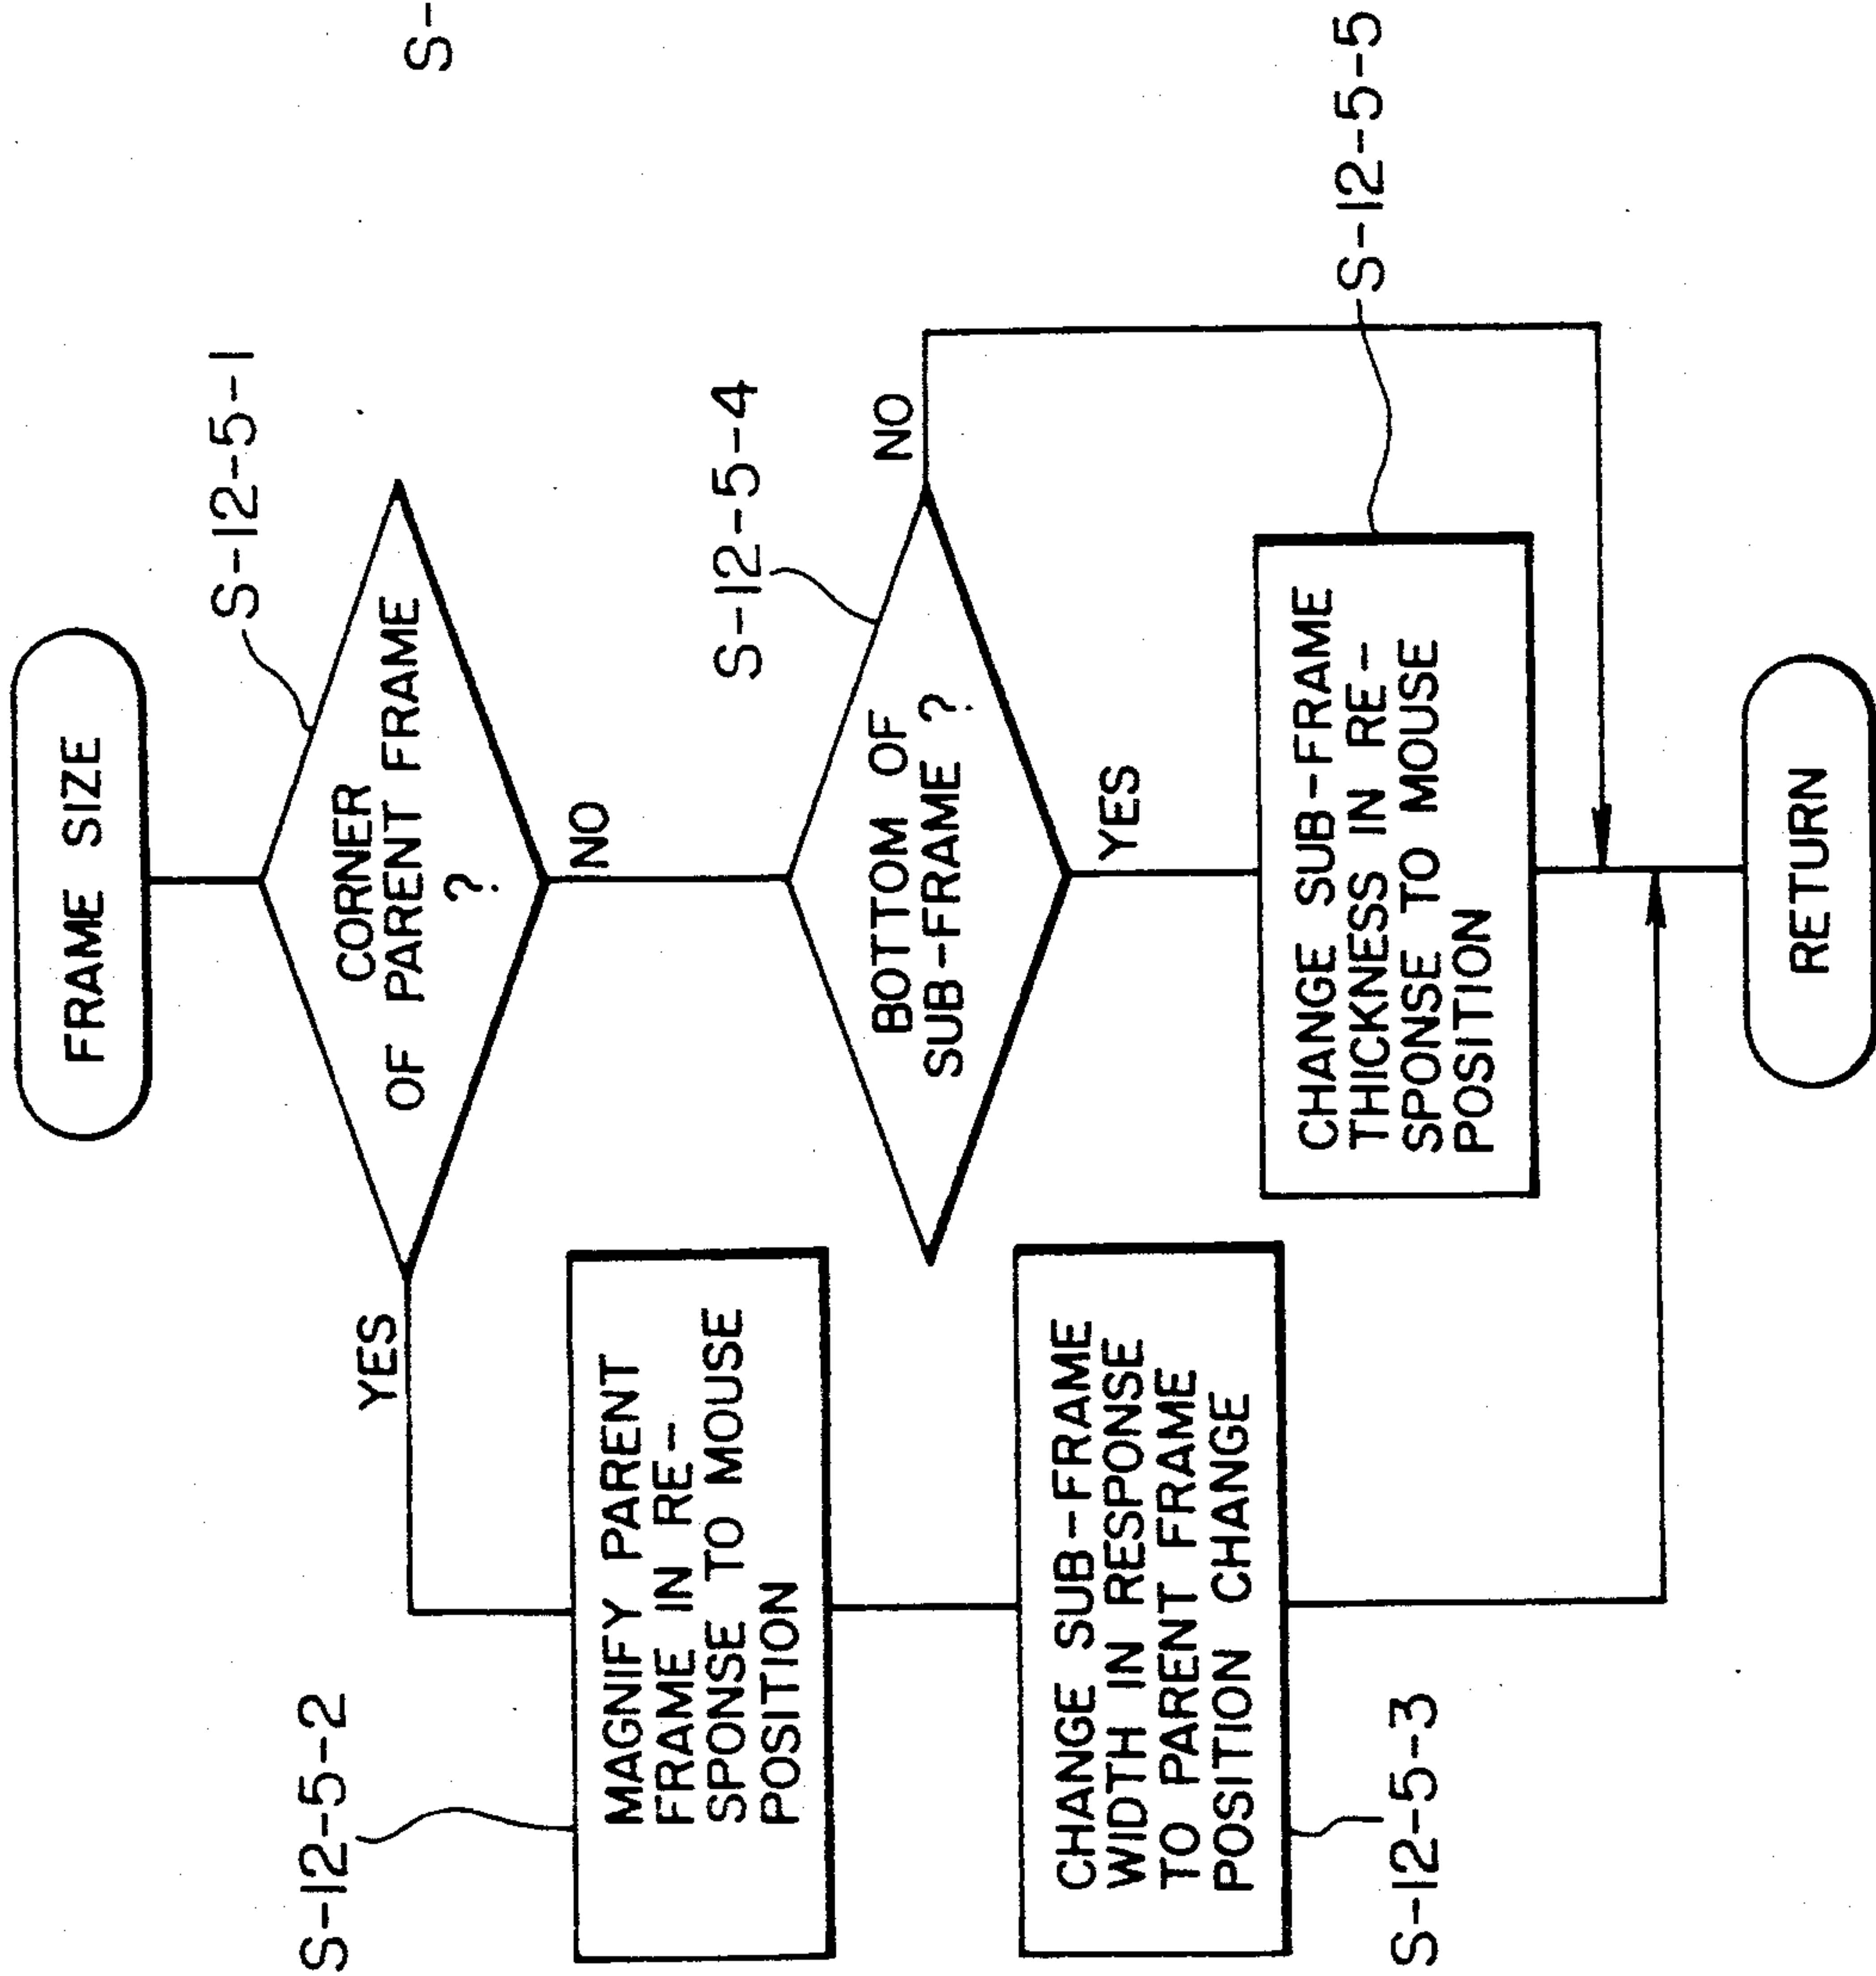 FRAME SIZE
S-12-5-1
CORNER
OF PARENT FRAME
?
YES
NO
S-12-5-2
MAGNIFY PARENT
FRAME IN RE-
SPONSE TO MOUSE
POSITION
S-12-5-4
BOTTOM OF
SUB-FRAME ?
NO
YES
CHANGE SUB-FRAME
WIDTH IN RESPONSE
TO PARENT FRAME
POSITION CHANGE
S-12-5-3
CHANGE SUB-FRAME
THICKNESS IN RE-
SPONSE TO MOUSE
POSITION
S-12-5-5
RETURN
S-